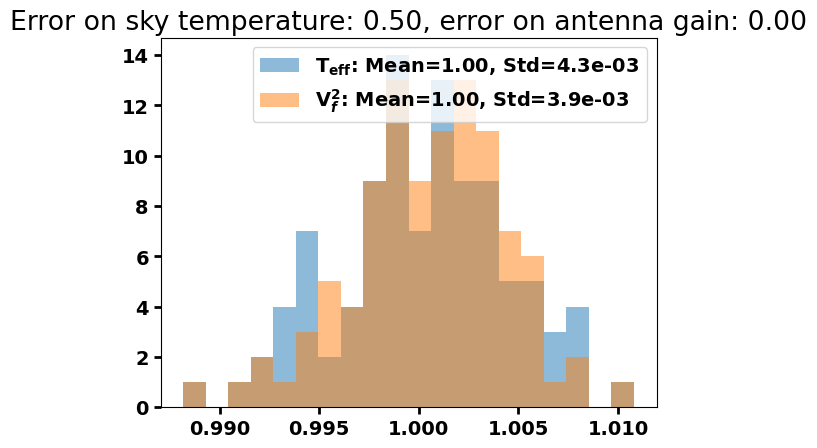 Error on sky temperature: 0.50, error on antenna gain: 0.00
14
12
10
8
6
4
2
0
T_eff: Mean=1.00, Std=4.3e-03
V_f^2: Mean=1.00, Std=3.9e-03
0.990 0.995 1.000 1.005 1.010